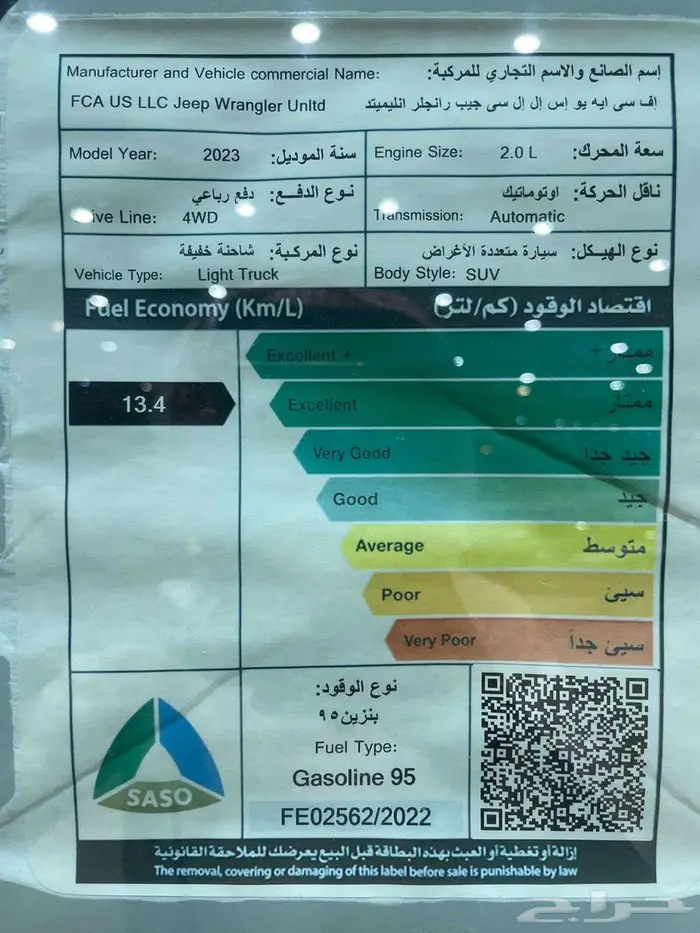 Manufacturer and Vehicle commercial Name: إسم الصانع والاسم التجاري للمركبة:
FCA US LLC Jeep Wrangler Unltd إف سى ايه يو إس إل إل سى جيب رانجلر انليميتد
Model Year: 2023 سنة الموديل:
Engine Size: 2.0 L سعة المحرك:
نوع الدفــع: دفع رباعي
Drive Line: 4WD
ناقل الحركة: اوتوماتيك
Transmission: Automatic
نوع المركبة: شاحنة خفيفة
Vehicle Type: Light Truck
نوع الهيكـل: سيارة متعددة الأغراض
Body Style: SUV
Fuel Economy (Km/L) اقتصاد الوقود (كم/لتر)
Excellent + ممتاز +
13.4
Excellent ممتاز
Very Good جيد جدا
Good جيد
Average متوسط
Poor سيئ
Very Poor سيئ جداً
نوع الوقود:
بنزين ٩٥
Fuel Type:
Gasoline 95
FE02562/2022
SASO
إزالة أو تغطية أو العبث بهذه البطاقة قبل البيع يعرضك للملاحقة القانونية
The removal, covering or damaging of this label before sale is punishable by law
حراج